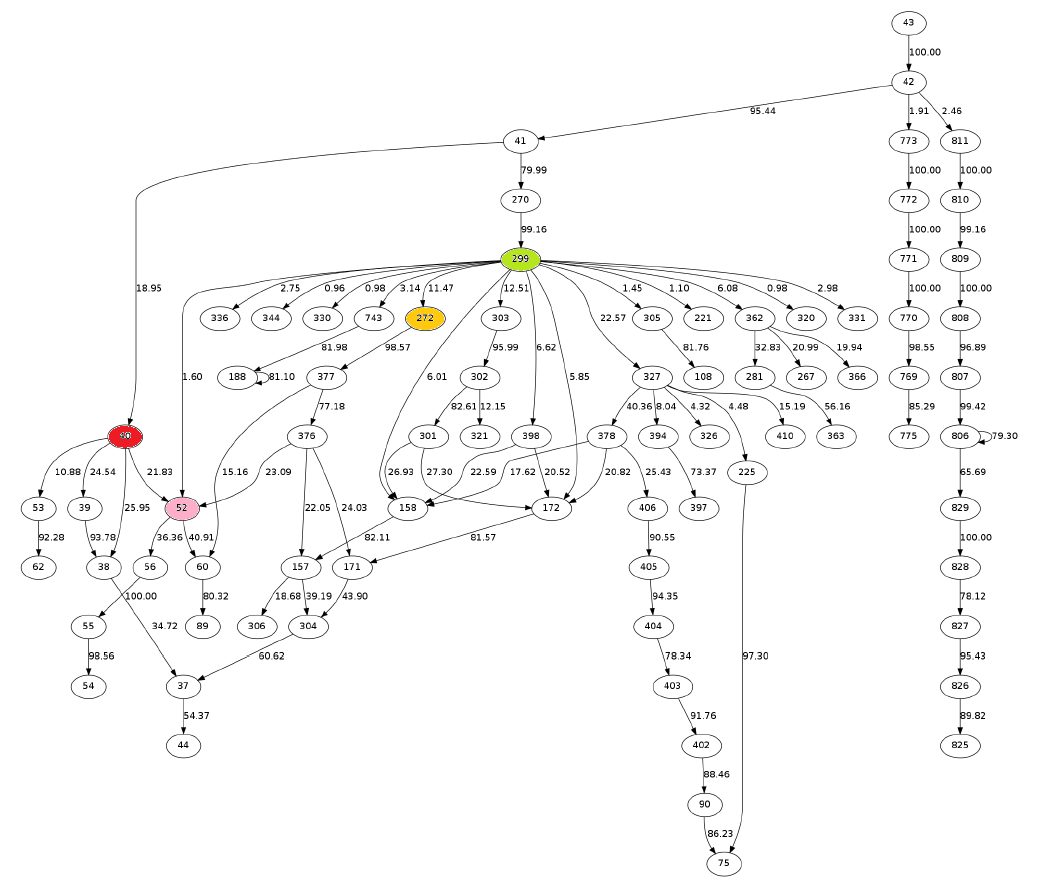 43
100.00
42
95.44 1.91 2.46
41 773 811
79.99 100.00 100.00
270 772 810
99.16 100.00 99.16
299 771 809
18.95 2.75 0.96 0.98 3.14 11.47 12.51 1.45 1.10 6.08 0.98 2.98 100.00 100.00
336 344 330 743 272 303 305 221 362 320 331 770 808
22.57
81.98 98.57 95.99 6.62 81.76 32.83 20.99 19.94 98.55 96.89
1.60 6.01 5.85
188 81.10 377 302 327 108 281 267 366 769 807
77.18 82.61 12.15 40.36 8.04 4.32 4.48 15.19 56.16 85.29 99.42
376 301 321 398 378 394 326 410 363 775 806 79.30
10.88 24.54 21.83 15.16 23.09 26.93 27.30 22.59 20.52 17.62 20.82 25.43 73.37 225 65.69
53 39 25.95 52 22.05 24.03 158 172 406 397 829
92.28 93.78 36.36 40.91 82.11 81.57 90.55 100.00
62 38 56 60 157 171 405 828
100.00 80.32 18.68 39.19 43.90 94.35 78.12
55 34.72 89 306 304 404 827
98.56 60.62 78.34 97.30 95.43
54 37 403 826
54.37 91.76 89.82
44 402 825
88.46
90
86.23
75